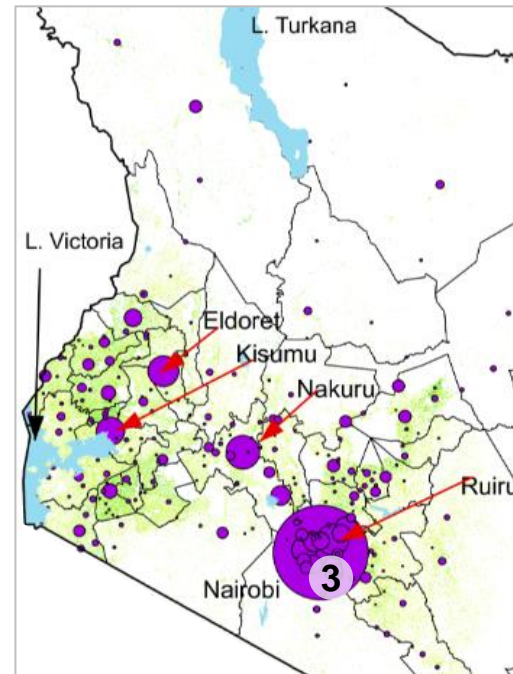 L. Turkana
L. Victoria
Eldoret
Kisumu
Nakuru
Ruiru
Nairobi
3